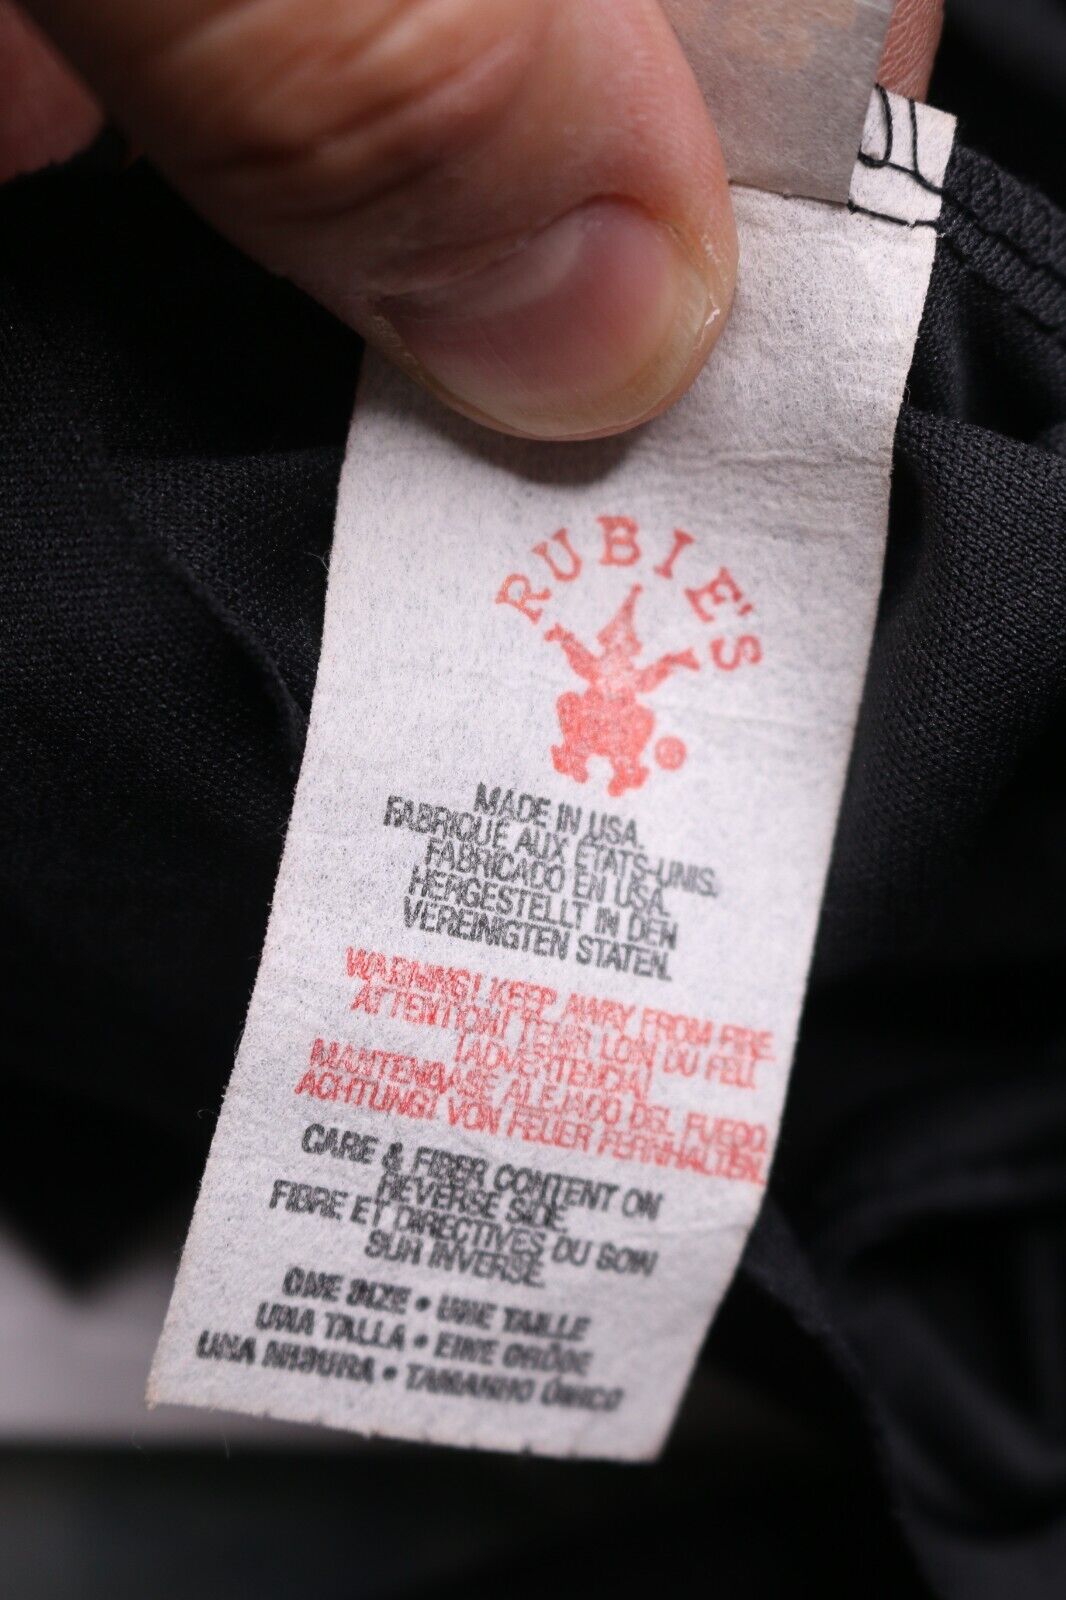 RUBIE'S
®
MADE IN USA.
FABRIQUÉ AUX ÉTATS-UNIS.
FABRICADO EN USA.
HERGESTELLT IN DEN
VEREINIGTEN STATEN.
WARNING! KEEP AWAY FROM FIRE.
ATTENTION! TENIR LOIN DU FEU.
¡ADVERTENCIA!
MANTENGASE ALEJADO DEL FUEGO.
ACHTUNG! VON FEUER FERNHALTEN.
CARE & FIBER CONTENT ON
REVERSE SIDE.
FIBRE ET DIRECTIVES DU SOIN
SUR INVERSE.
ONE SIZE • UNE TAILLE
UNA TALLA • EINE GRÖBE
UNA MISURA • TAMANHO ÚNICO